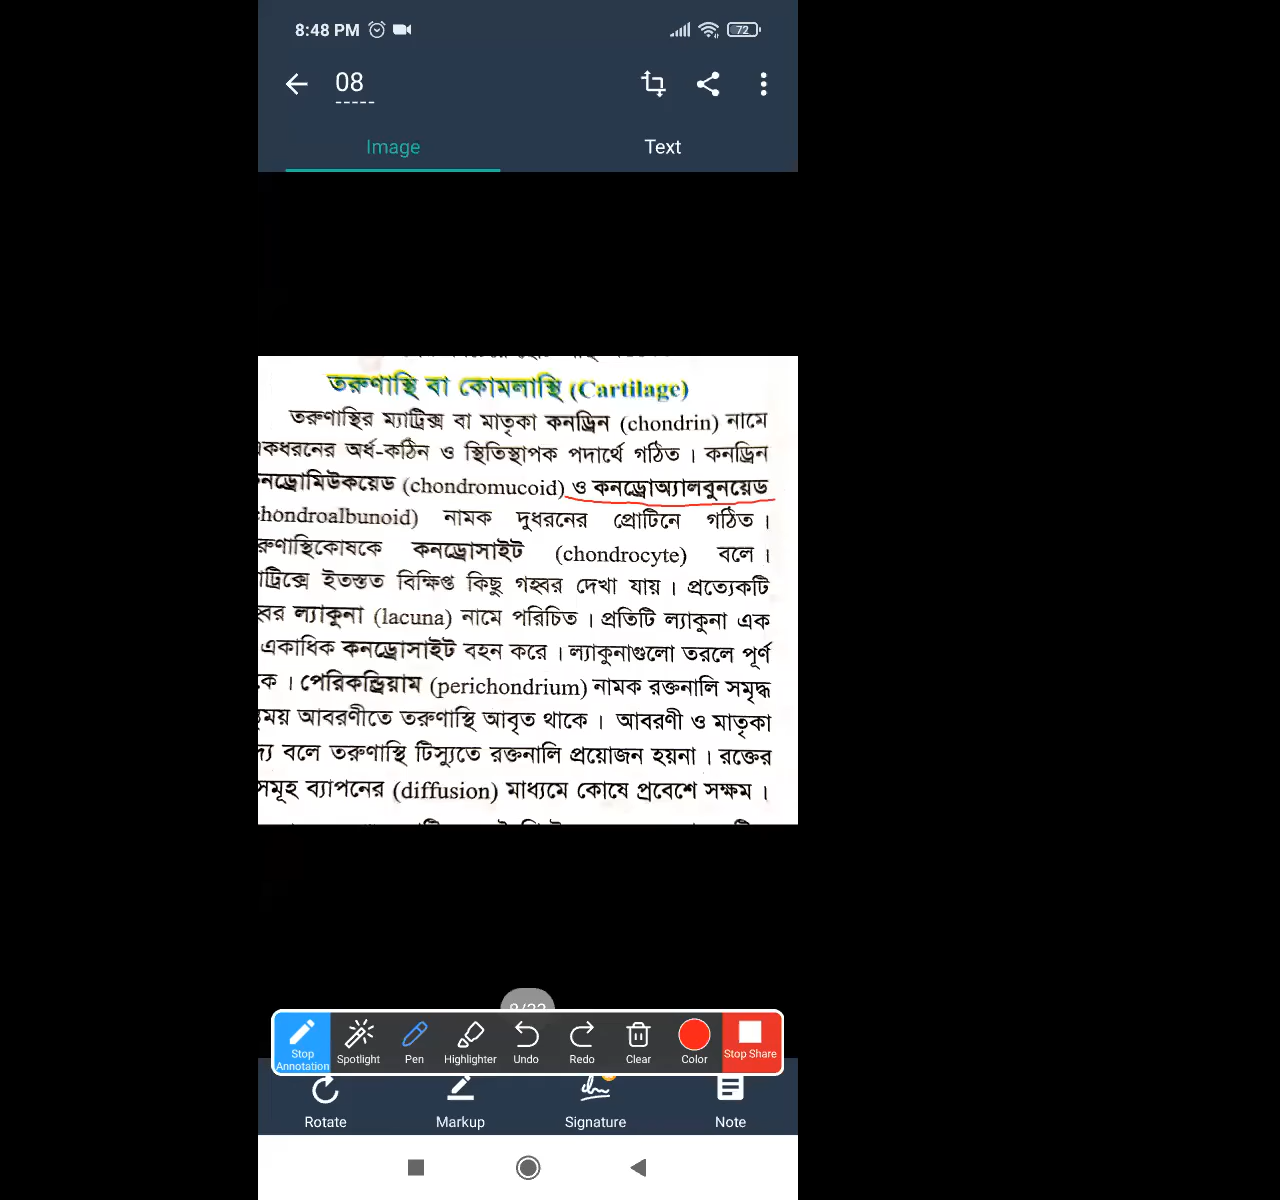 8:48 PM 72
08
Image Text
তরুণাস্থি বা কোমলাস্থি (Cartilage)
তরুণাস্থির ম্যাট্রিক্স বা মাতৃকা কনড্রিন (chondrin) নামে
একধরনের অর্ধ-কঠিন ও স্থিতিস্থাপক পদার্থে গঠিত । কনড্রিন
নড্রোমিউকয়েড (chondromucoid) ও কনড্রোঅ্যালবুনয়েড
hondroalbunoid) নামক দুধরনের প্রোটিনে গঠিত ।
রুণাস্থিকোষকে কনড্রোসাইট (chondrocyte) বলে ।
াট্রিক্সে ইতস্তত বিক্ষিপ্ত কিছু গহ্বর দেখা যায় । প্রত্যেকটি
হ্বর ল্যাকুনা (lacuna) নামে পরিচিত । প্রতিটি ল্যাকুনা এক
একাধিক কনড্রোসাইট বহন করে । ল্যাকুনাগুলো তরলে পূর্ণ
কে । পেরিকন্ড্রিয়াম (perichondrium) নামক রক্তনালি সমৃদ্ধ
তুময় আবরণীতে তরুণাস্থি আবৃত থাকে । আবরণী ও মাতৃকা
দ্য বলে তরুণাস্থি টিস্যুতে রক্তনালি প্রয়োজন হয়না । রক্তের
সমূহ ব্যাপনের (diffusion) মাধ্যমে কোষে প্রবেশে সক্ষম ।
Stop Annotation Spotlight Pen Highlighter Undo Redo Clear Color Stop Share
Rotate Markup Signature Note